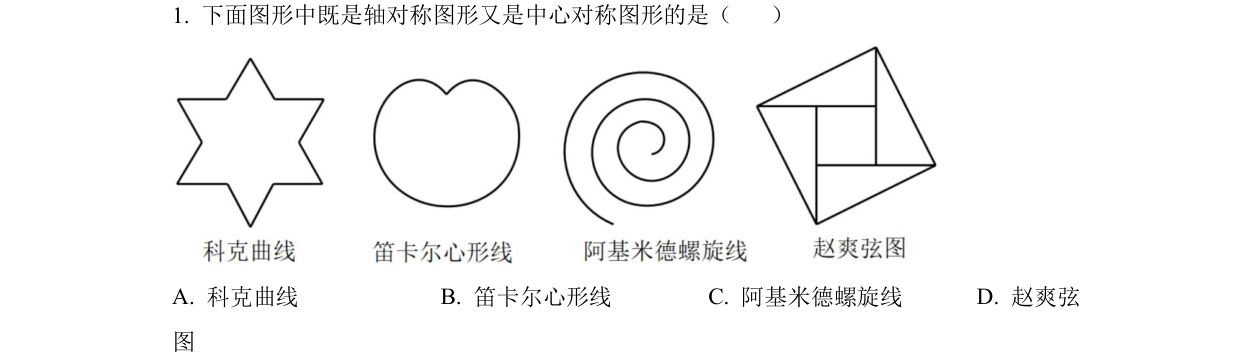 1. 下面图形中既是轴对称图形又是中心对称图形的是（ ）
科克曲线 笛卡尔心形线 阿基米德螺旋线 赵爽弦图
A. 科克曲线 B. 笛卡尔心形线 C. 阿基米德螺旋线 D. 赵爽弦
图